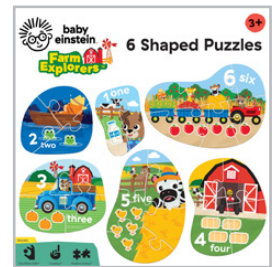 baby
einstein
Farm
Explorers
6 Shaped Puzzles
3+
1 one
6 six
2 two
3
three
5 five
4
four